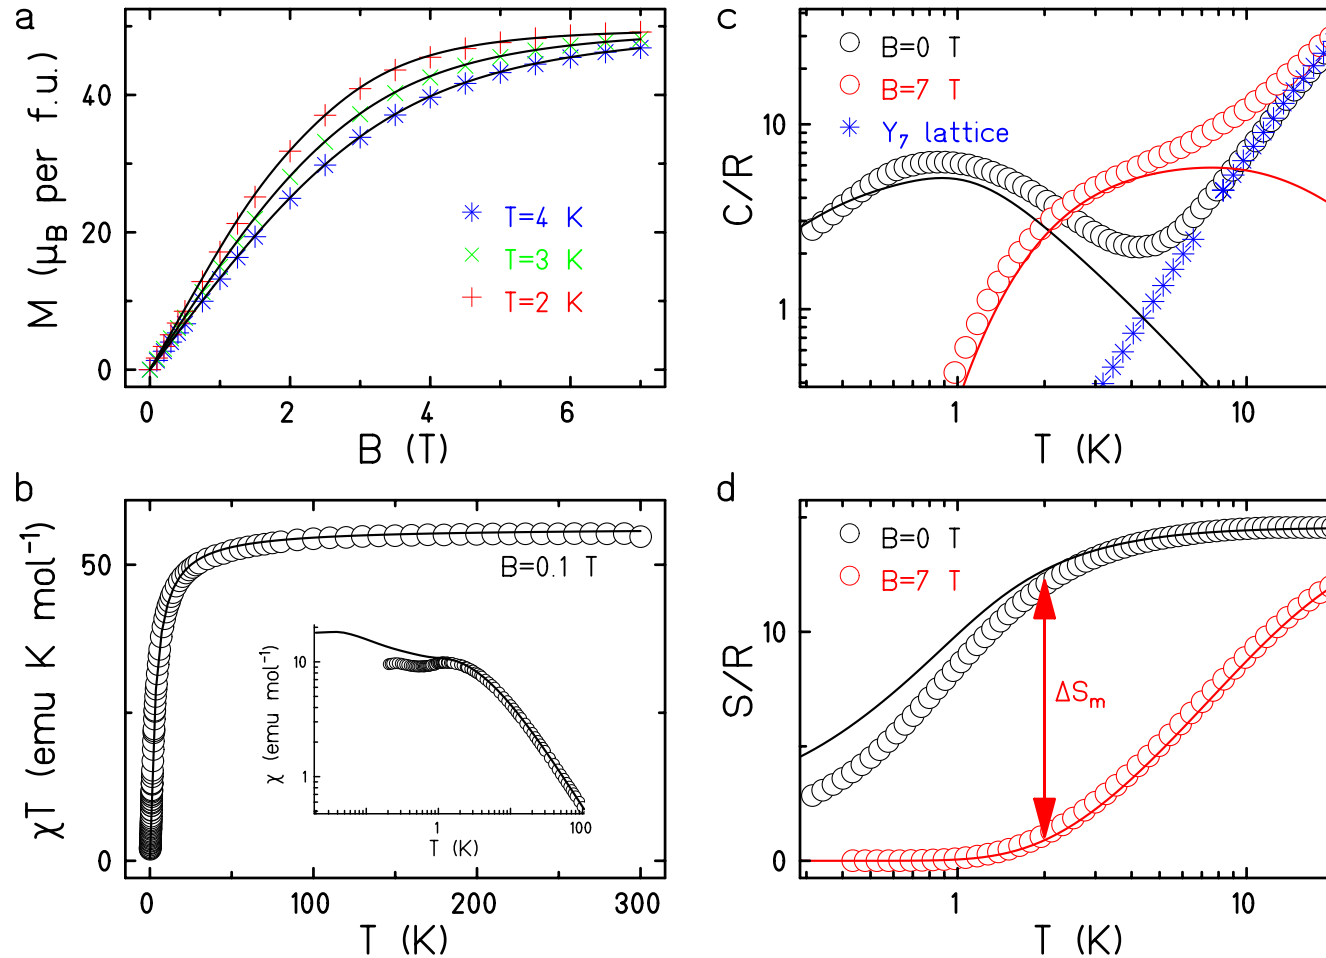 a
M (μB per f.u.)
40
20
0
T=4 K
T=3 K
T=2 K
0 2 4 6
B (T)
b
χT (emu K mol⁻¹)
50
0
B=0.1 T
χ (emu mol⁻¹)
10
1
1 100
T (K)
0 100 200 300
T (K)
c
C/R
10
1
B=0 T
B=7 T
Y₇ lattice
1 10
T (K)
d
S/R
10
0
B=0 T
B=7 T
ΔSm
1 10
T (K)